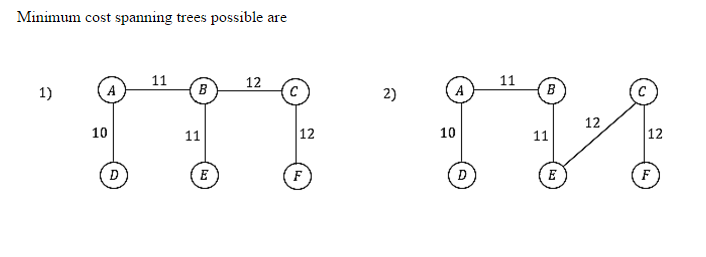 Minimum cost spanning trees possible are
1) A 11 B 12 C 2) A 11 B C
10 11 12 10 11 12 12
D E F D E F